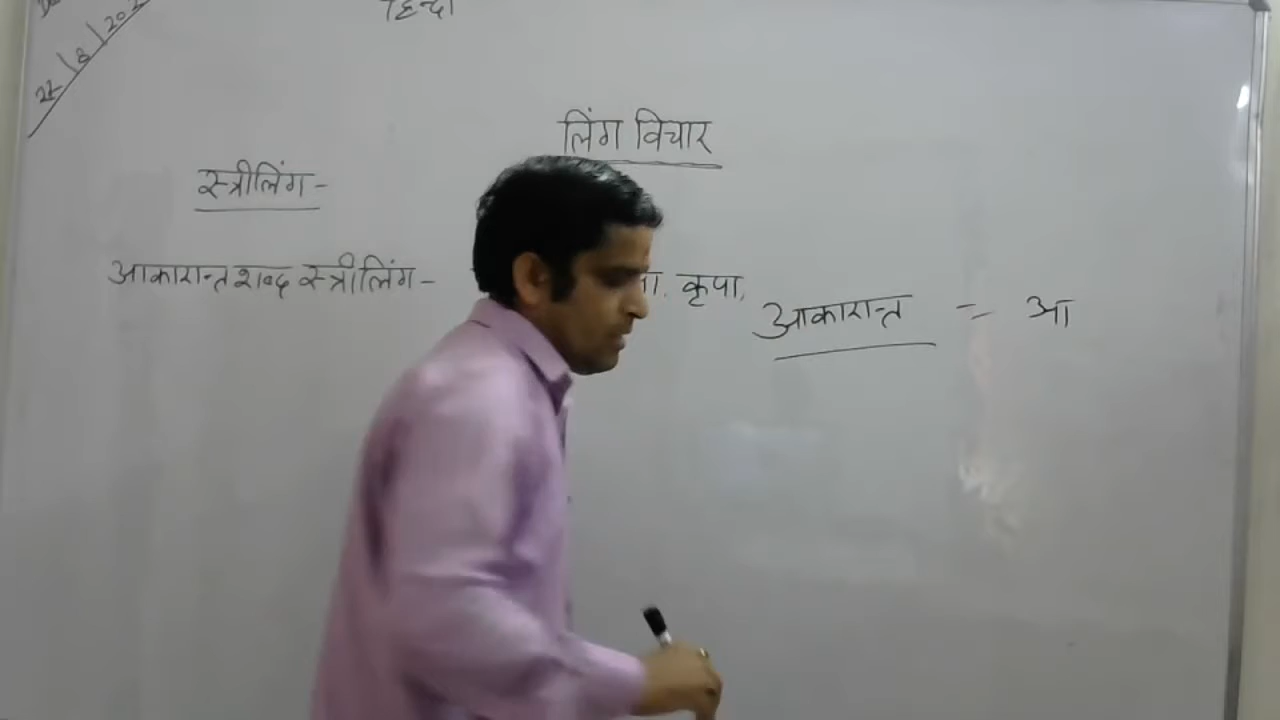 हिन्दी
लिंग विचार
स्त्रीलिंग -
आकारान्त शब्द स्त्रीलिंग - कृपा,
आकारान्त = आ